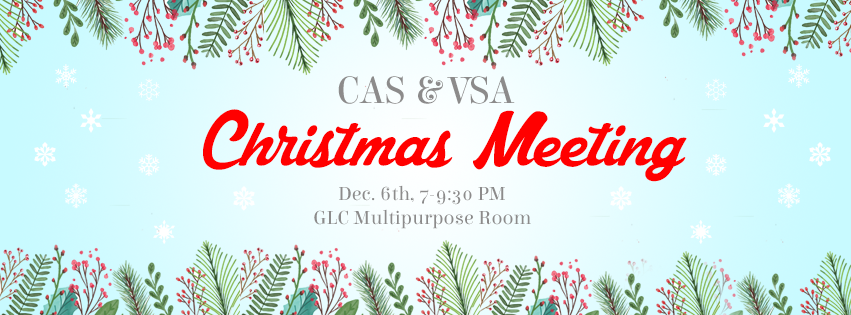 CAS & VSA
Christmas Meeting
Dec. 6th, 7-9:30 PM
GLC Multipurpose Room